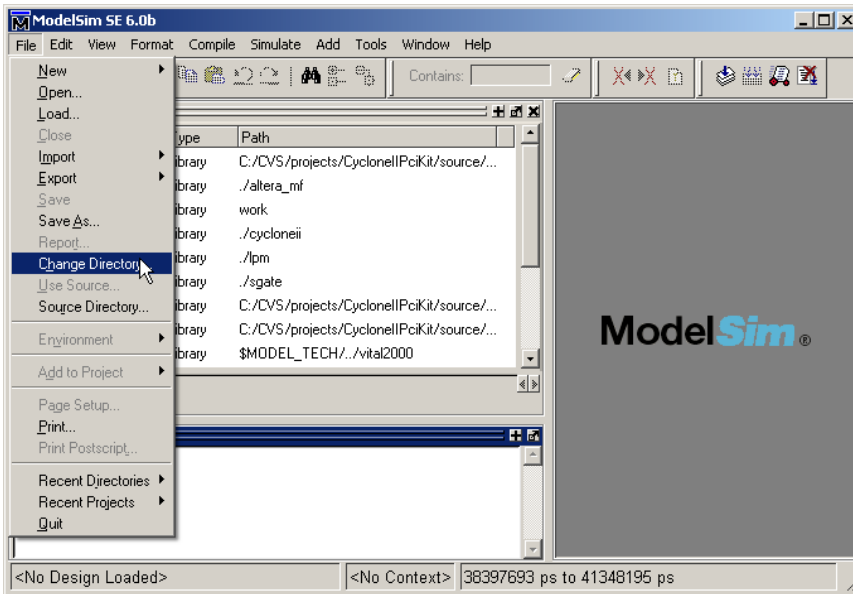 ModelSim SE 6.0b
File Edit View Format Compile Simulate Add Tools Window Help
Contains:
New
Open...
Load...
Close
Import
Export
Save
Save As...
Report...
Change Directory...
Use Source...
Source Directory...
Environment
Add to Project
Page Setup...
Print...
Print Postscript...
Recent Directories
Recent Projects
Quit
ype Path
ibrary C:/CVS/projects/CycloneIIPciKit/source/...
ibrary ./altera_mf
ibrary work
ibrary ./cycloneii
ibrary ./lpm
ibrary ./sgate
ibrary C:/CVS/projects/CycloneIIPciKit/source/...
ibrary C:/CVS/projects/CycloneIIPciKit/source/...
ibrary $MODEL_TECH/../vital2000
ModelSim ®
<No Design Loaded> <No Context> 38397693 ps to 41348195 ps